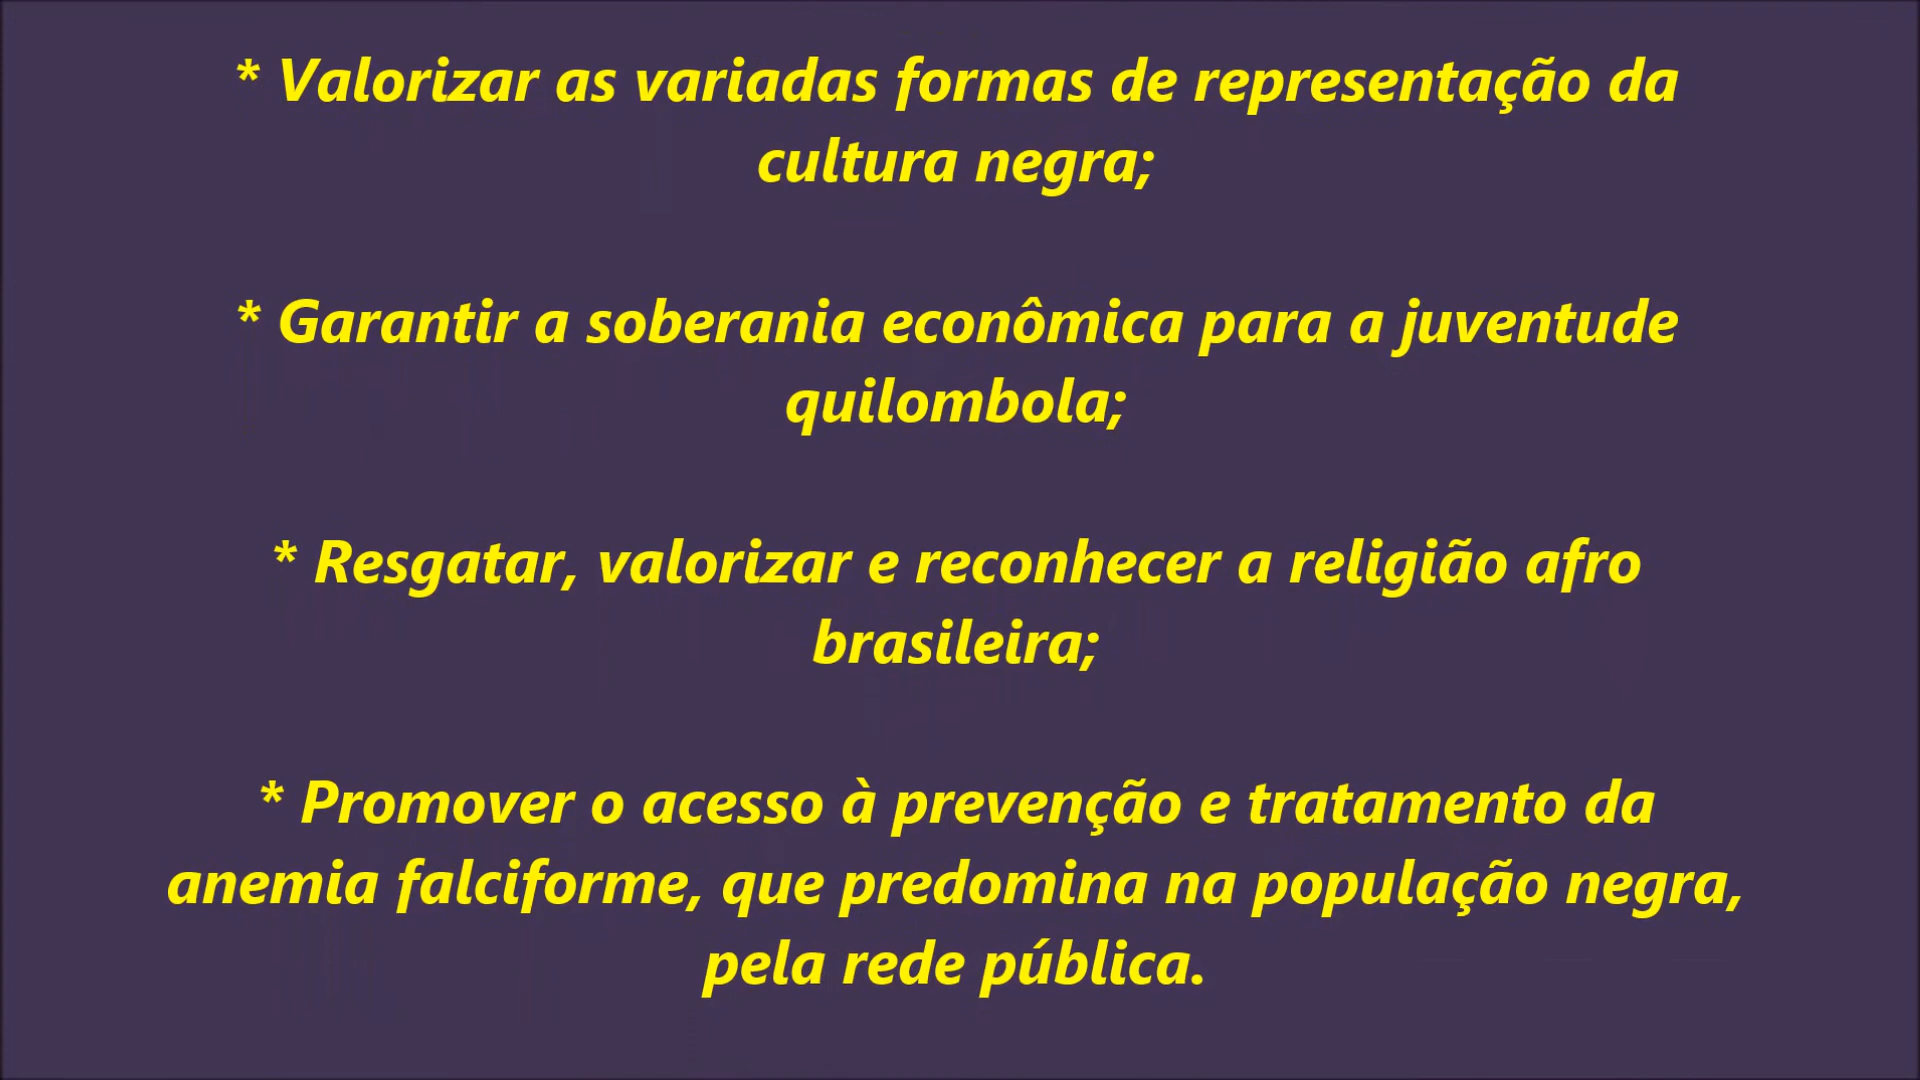 * Valorizar as variadas formas de representação da
cultura negra;
* Garantir a soberania econômica para a juventude
quilombola;
* Resgatar, valorizar e reconhecer a religião afro
brasileira;
* Promover o acesso à prevenção e tratamento da
anemia falciforme, que predomina na população negra,
pela rede pública.